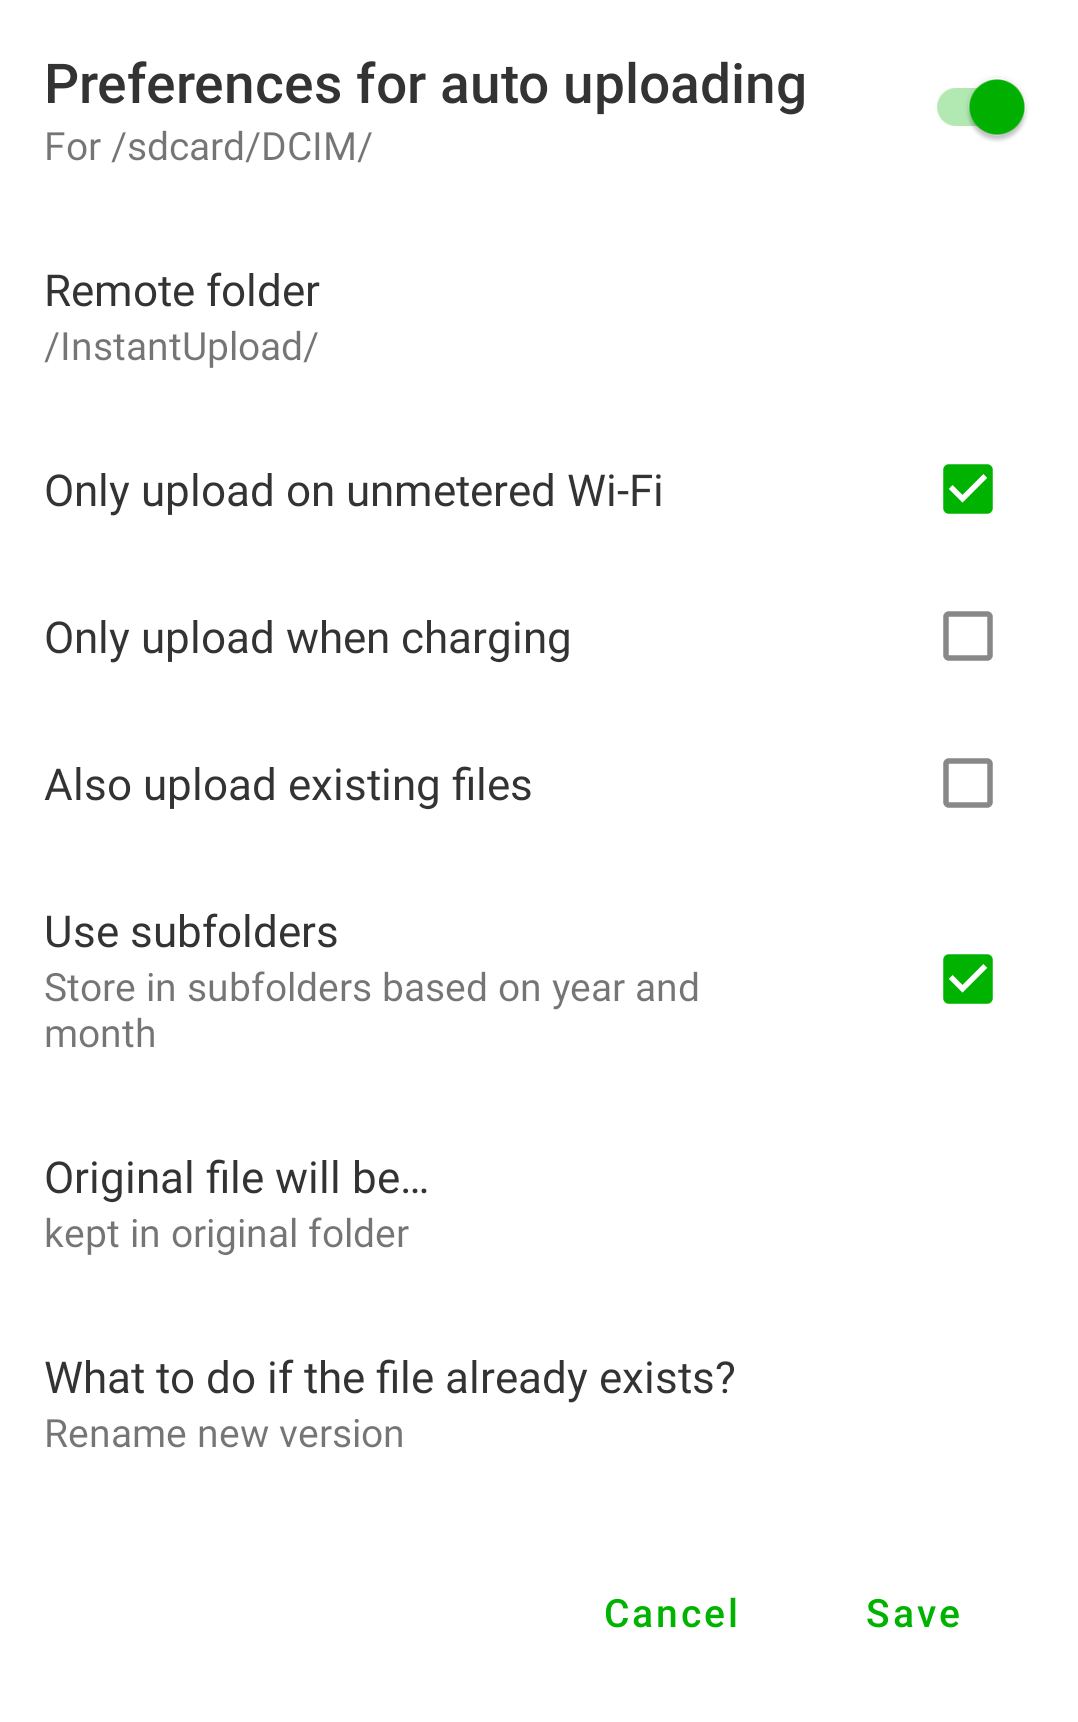 Preferences for auto uploading
For /sdcard/DCIM/
Remote folder
/InstantUpload/
Only upload on unmetered Wi-Fi
Only upload when charging
Also upload existing files
Use subfolders
Store in subfolders based on year and
month
Original file will be…
kept in original folder
What to do if the file already exists?
Rename new version
Cancel Save